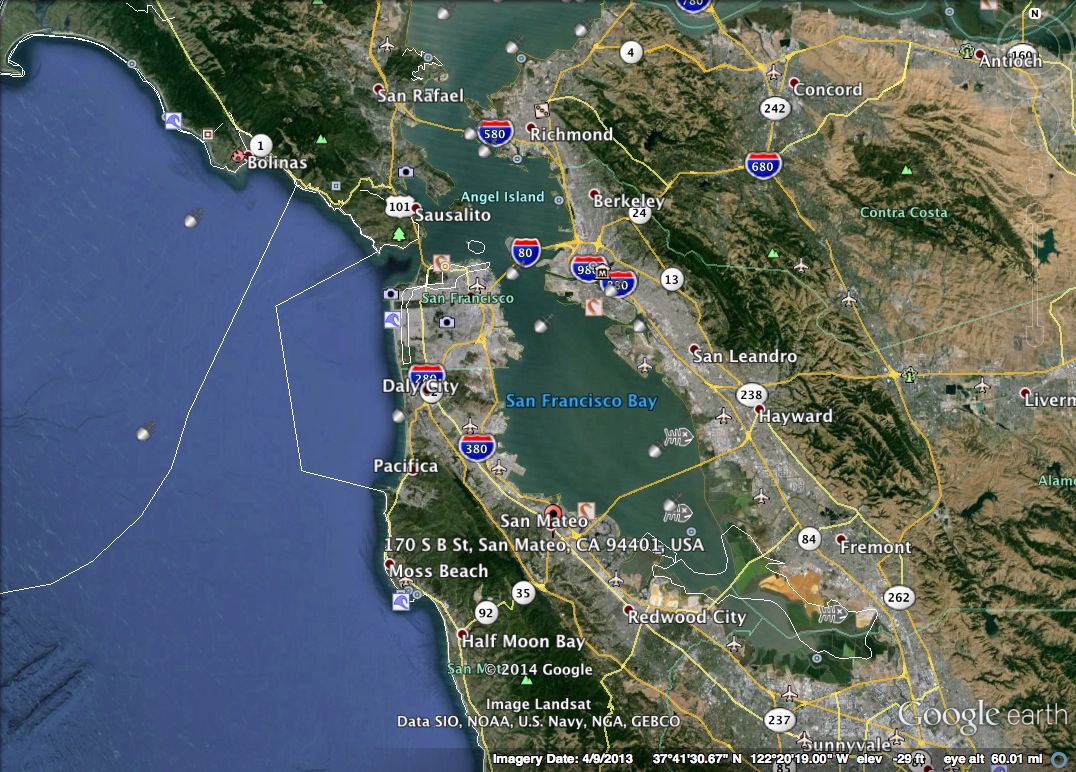 780
N
4
160
Antioch
Concord
San Rafael
242
580
Richmond
1
Bolinas
680
Angel Island
Berkeley
101
Sausalito
24
Contra Costa
80
980
880
13
San Francisco
San Leandro
280
Daly City
82
238
Livermo
Hayward
San Francisco Bay
380
Pacifica
Alame
San Mateo
170 S B St, San Mateo, CA 94401, USA
84
Fremont
Moss Beach
35
262
92
Redwood City
Half Moon Bay
San Mat
© 2014 Google
Image Landsat
Data SIO, NOAA, U.S. Navy, NGA, GEBCO
237
Google earth
Sunnyvale
85
Imagery Date: 4/9/2013 37°41'30.67" N 122°20'19.00" W elev -29 ft eye alt 60.01 mi